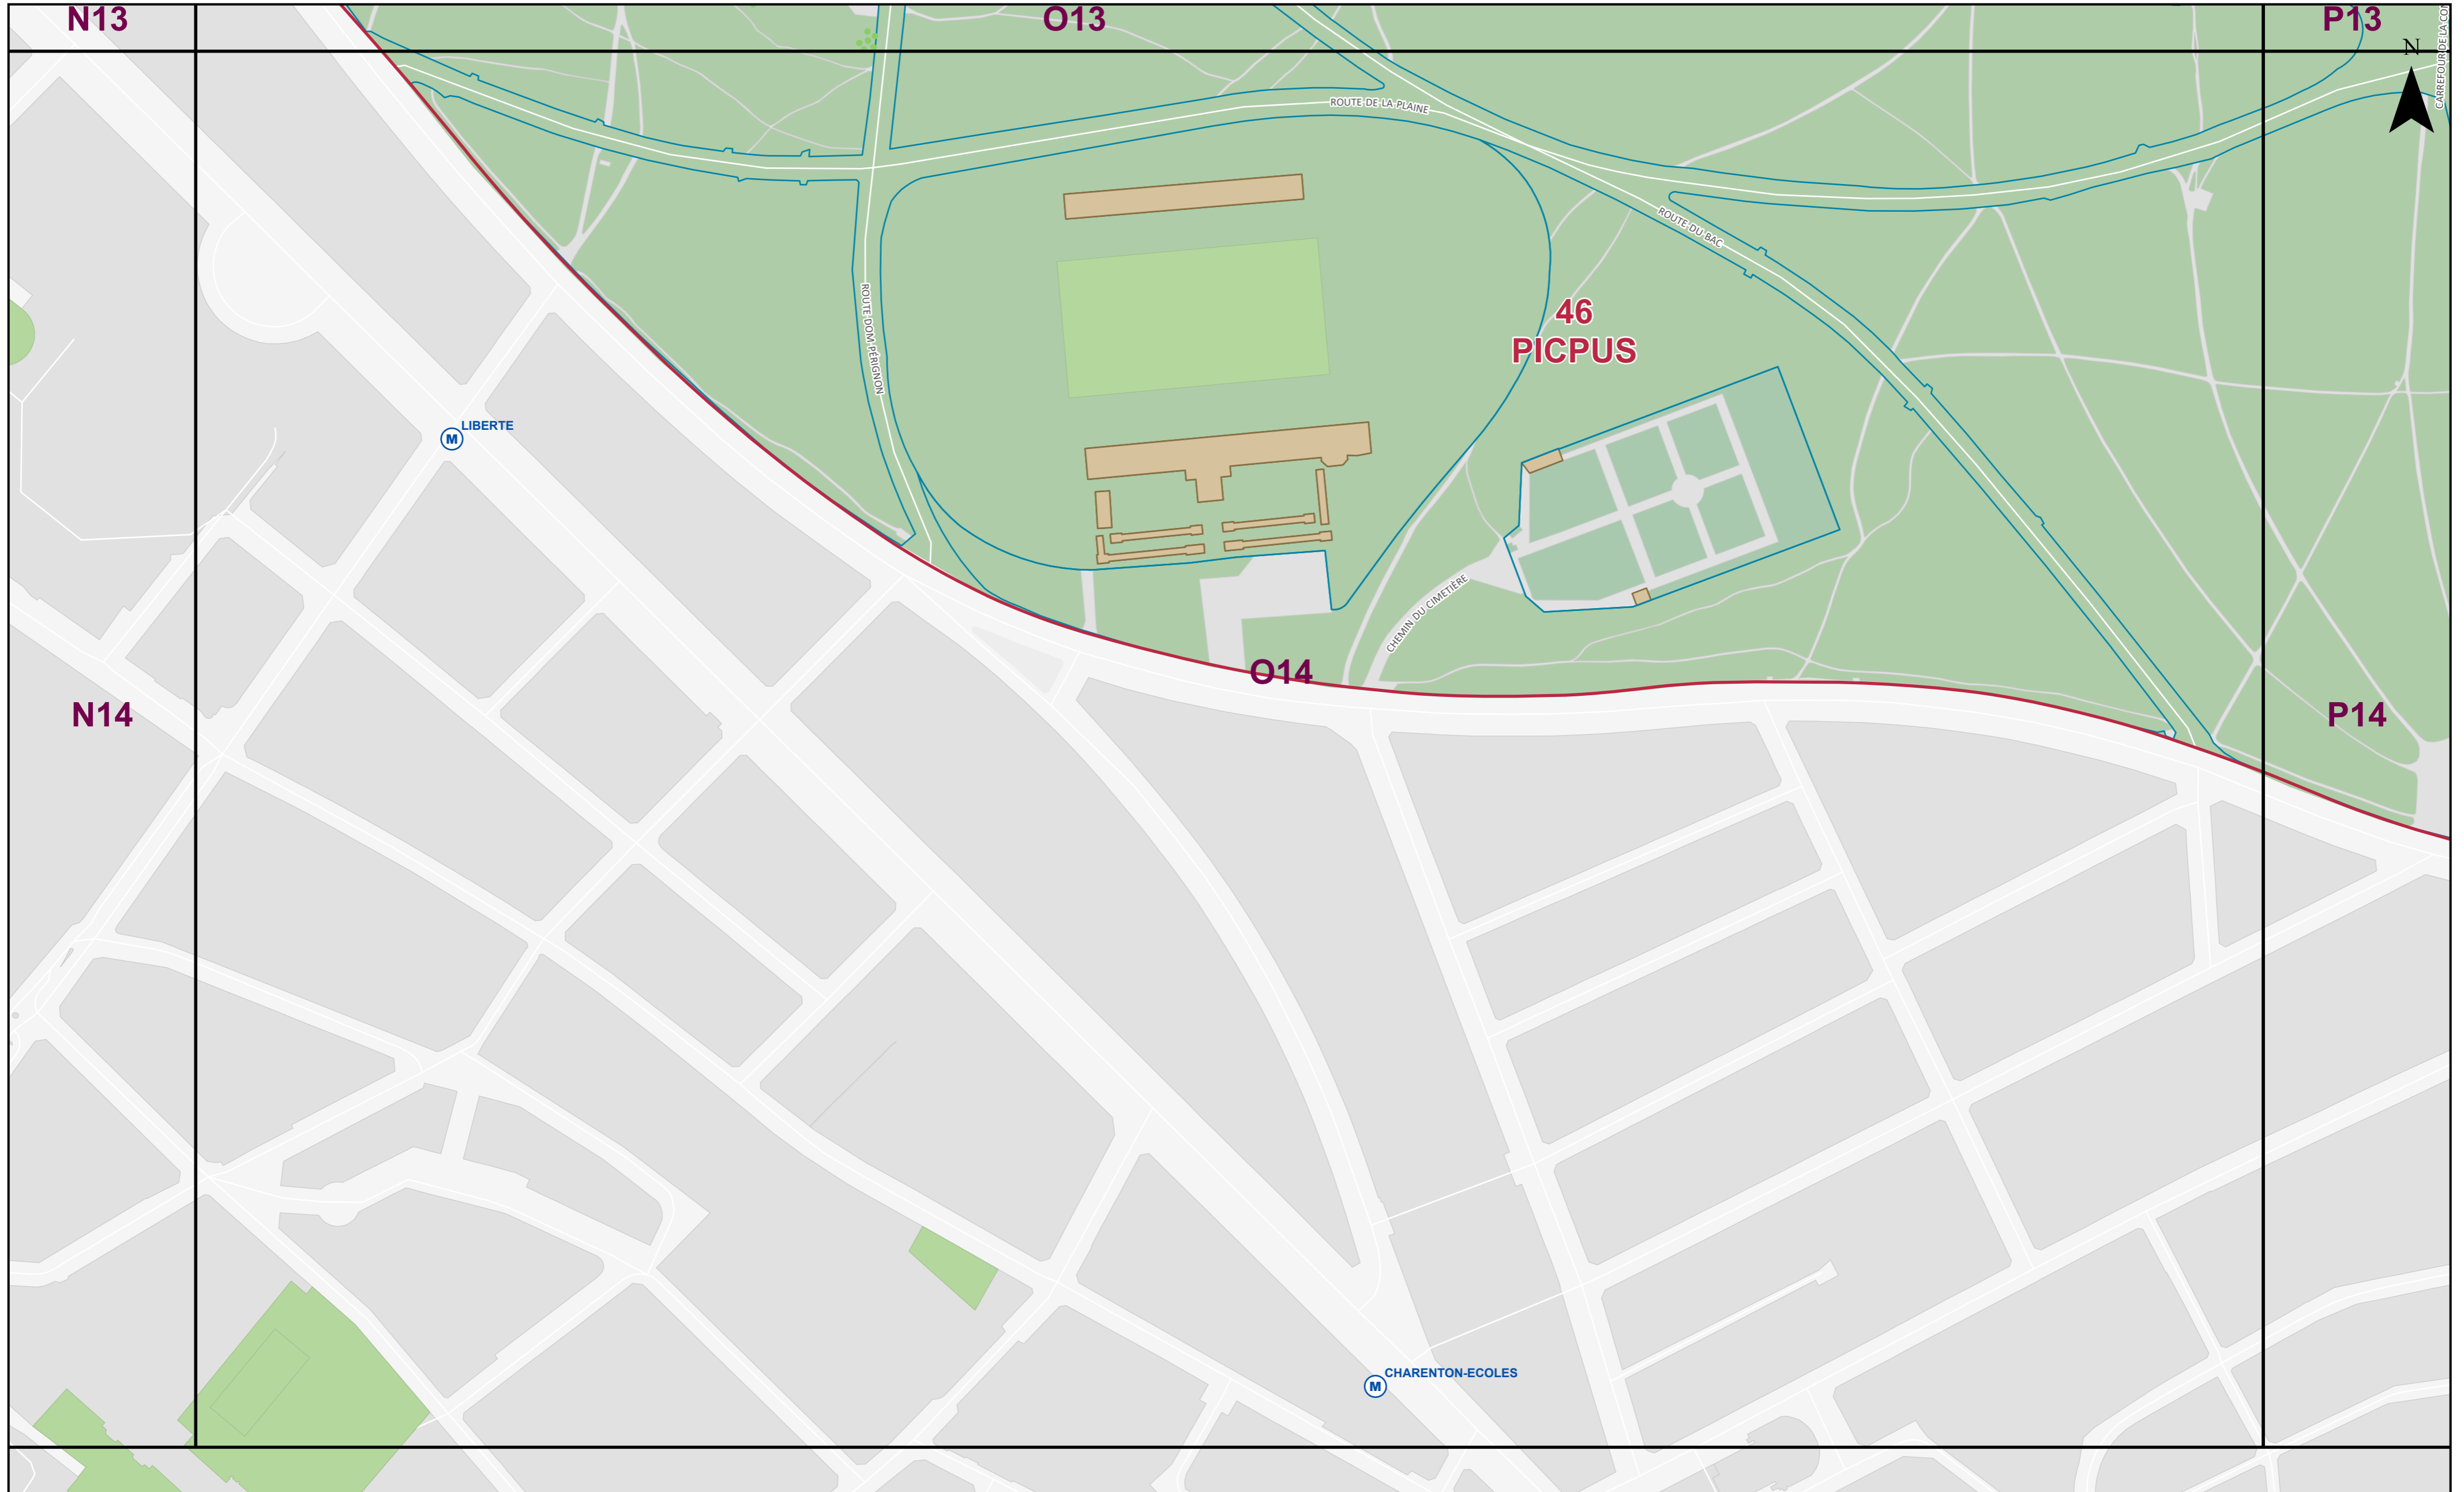 N13
O13
P13
N
ROUTE DE LA PLAINE
ROUTE DU BAC
ROUTE DOM PÉRIGNON
46
PICPUS
LIBERTE
M
CHEMIN DU CIMETIÈRE
O14
N14
P14
CHARENTON-ECOLES
M
CARREFOUR DE LA